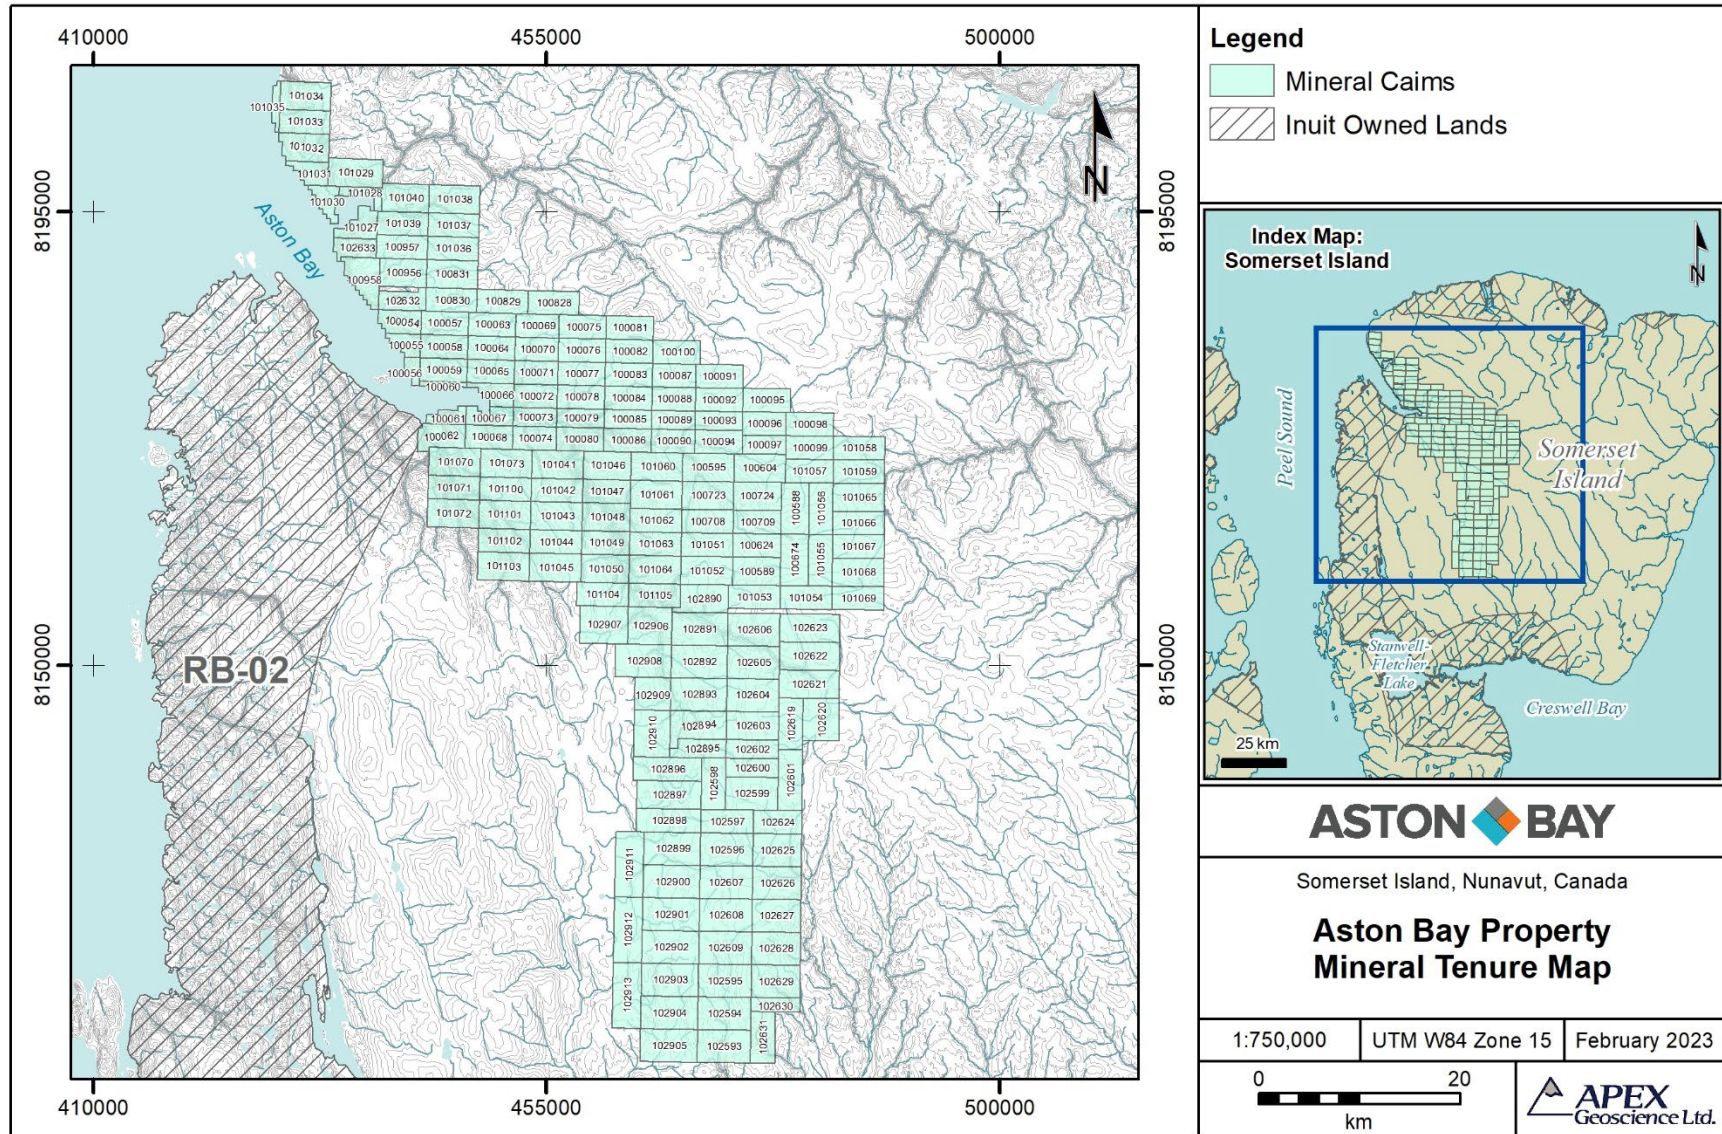 410000
455000
500000
8195000
8150000
8195000
8150000
410000
455000
500000
N
Aston Bay
RB-02
101035
101034
101033
101032
101031 101029
101028
101030
101040 101038
101027 101039 101037
102633 100957 101036
100958 100956 100831
102632 100830 100829 100828
100054 100057 100063 100069 100075 100081
100055 100058 100064 100070 100076 100082 100100
100056 100059 100065 100071 100077 100083 100087 100091
100060
100066 100072 100078 100084 100088 100092 100095
100061 100067 100073 100079 100085 100089 100093 100096 100098
100062 100068 100074 100080 100086 100090 100094 100097 100099 101058
101070 101073 101041 101046 101060 100595 100604 101057 101059
101071 101100 101042 101047 101061 100723 100724 100588 101056 101065
101072 101101 101043 101048 101062 100708 100709 101066
101102 101044 101049 101063 101051 100624 100674 101055 101067
101103 101045 101050 101064 101052 100589 101068
101104 101105 102890 101053 101054 101069
102907 102906 102891 102606 102623
102908 102892 102605 102622
102909 102893 102604 102621
102910 102894 102603 102619 102620
102895 102602
102896 102598 102600 102601
102897 102599
102898 102597 102624
102911 102899 102596 102625
102900 102607 102626
102912 102901 102608 102627
102902 102609 102628
102913 102903 102595 102629
102630
102904 102594
102905 102593 102631
Legend
Mineral Caims
Inuit Owned Lands
Index Map:
Somerset Island
N
Peel Sound
Somerset
Island
Stanwell-
Fletcher
Lake
Creswell Bay
25 km
ASTON BAY
Somerset Island, Nunavut, Canada
Aston Bay Property
Mineral Tenure Map
1:750,000 UTM W84 Zone 15 February 2023
0 20
km
APEX
Geoscience Ltd.